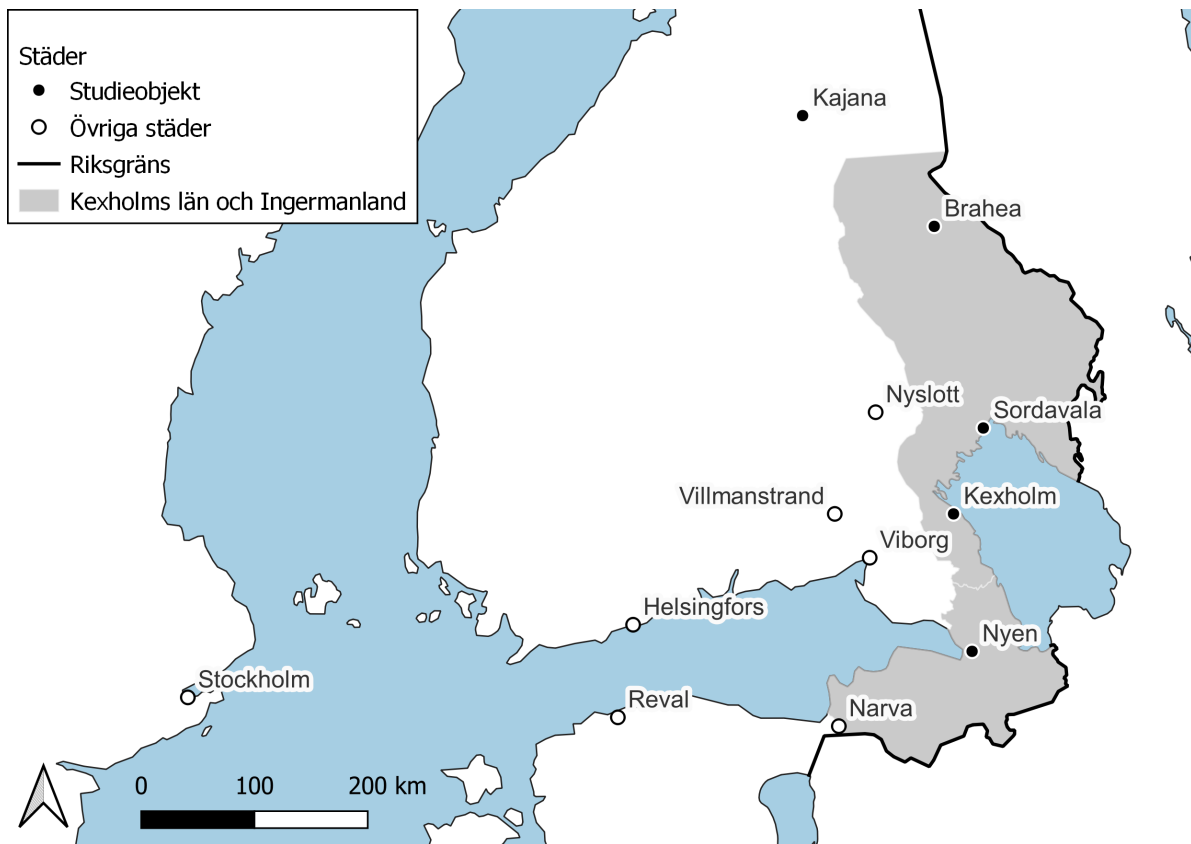 Städer
Studieobjekt
Övriga städer
Riksgräns
Kexholms län och Ingermanland
Kajana
Brahea
Nyslott
Sordavala
Villmanstrand
Kexholm
Viborg
Helsingfors
Nyen
Stockholm
Reval
Narva
0 100 200 km